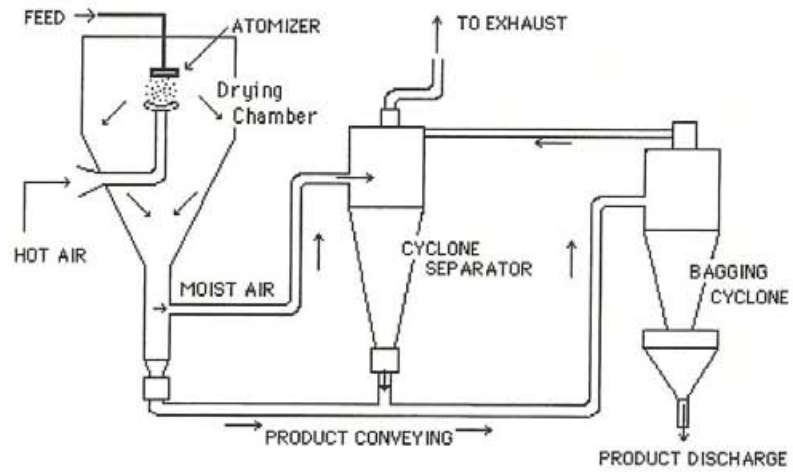 FEED
ATOMIZER
TO EXHAUST
Drying
Chamber
HOT AIR
MOIST AIR
CYCLONE
SEPARATOR
BAGGING
CYCLONE
PRODUCT CONVEYING
PRODUCT DISCHARGE